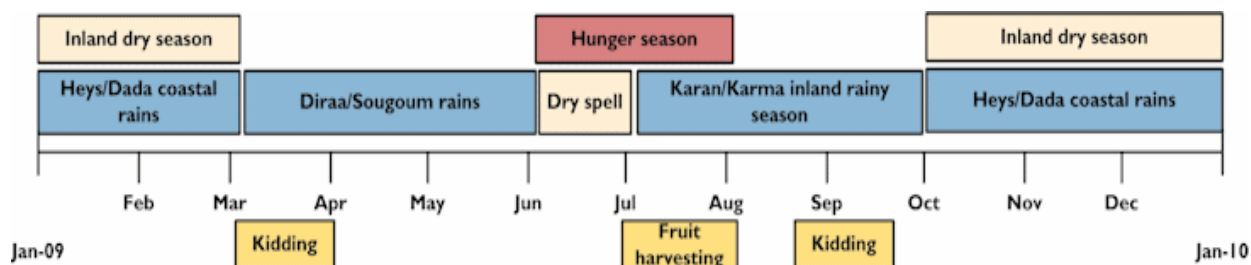 Inland dry season
Hunger season
Inland dry season
Heys/Dada coastal
rains
Diraa/Sougoum rains
Dry spell
Karan/Karma inland rainy
season
Heys/Dada coastal rains
Feb Mar Apr May Jun Jul Aug Sep Oct Nov Dec
Jan-09
Kidding
Fruit
harvesting
Kidding
Jan-10